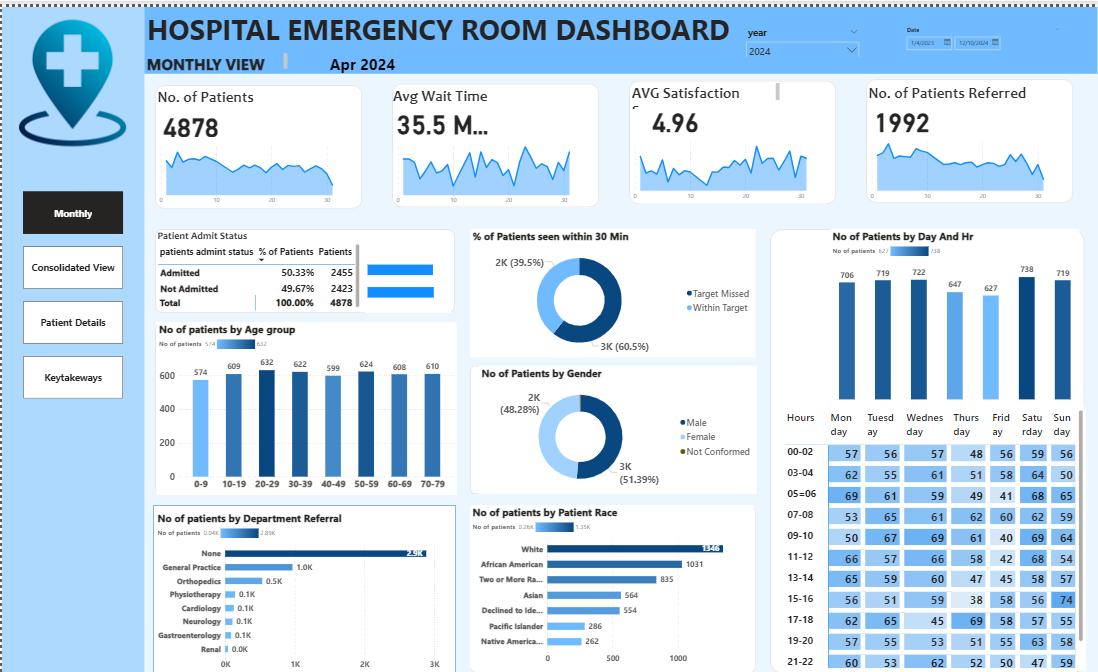 HOSPITAL EMERGENCY ROOM DASHBOARD
MONTHLY VIEW
Apr 2024
year
2024
Date
1/4/2023 12/10/2024
Monthly
Consolidated View
Patient Details
Keytakeways
No. of Patients
4878
0 10 20 30
Avg Wait Time
35.5 M...
0 10 20 30
AVG Satisfaction
4.96
0 10 20 30
No. of Patients Referred
1992
0 10 20 30
Patient Admit Status
patients admint status % of Patients Patients
Admitted 50.33% 2455
Not Admitted 49.67% 2423
Total 100.00% 4878
No of patients by Age group
No of patients 574 632
574 609 632 622 599 624 608 610
600
400
200
0
0-9 10-19 20-29 30-39 40-49 50-59 60-69 70-79
No of patients by Department Referral
No of patients 0.04K 2.89K
None 2.9K
General Practice 1.0K
Orthopedics 0.5K
Physiotherapy 0.1K
Cardiology 0.1K
Neurology 0.1K
Gastroenterology 0.1K
Renal 0.0K
0K 1K 2K 3K
% of Patients seen within 30 Min
2K (39.5%)
3K (60.5%)
Target Missed
Within Target
No of Patients by Gender
2K
(48.28%)
3K
(51.39%)
Male
Female
Not Conformed
No of patients by Patient Race
No of patients 0.26K 1.35K
White 1346
African American 1031
Two or More Ra... 835
Asian 564
Declined to Ide... 554
Pacific Islander 286
Native America... 262
0 500 1000
No of Patients by Day And Hr
No of patients 627 738
706 719 722 647 627 738 719
Hours Mon Tuesd Wednes Thurs Frid Satu Sun
day ay day day ay rday day
00-02 57 56 57 48 56 59 56
03-04 62 55 61 51 58 64 50
05=06 69 61 59 49 41 68 65
07-08 53 65 61 62 60 62 59
09-10 50 67 69 61 40 69 64
11-12 66 57 66 58 42 68 54
13-14 65 59 60 47 45 58 57
15-16 56 51 59 38 58 56 74
17-18 62 65 45 69 58 57 55
19-20 57 55 53 51 55 63 58
21-22 60 53 62 52 50 47 59